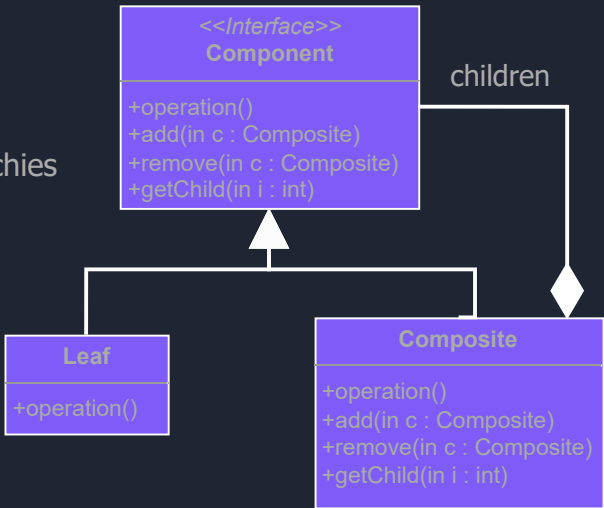 <<Interface>>
Component
+operation()
+add(in c : Composite)
+remove(in c : Composite)
+getChild(in i : int)
children
chies
Leaf
+operation()
Composite
+operation()
+add(in c : Composite)
+remove(in c : Composite)
+getChild(in i : int)